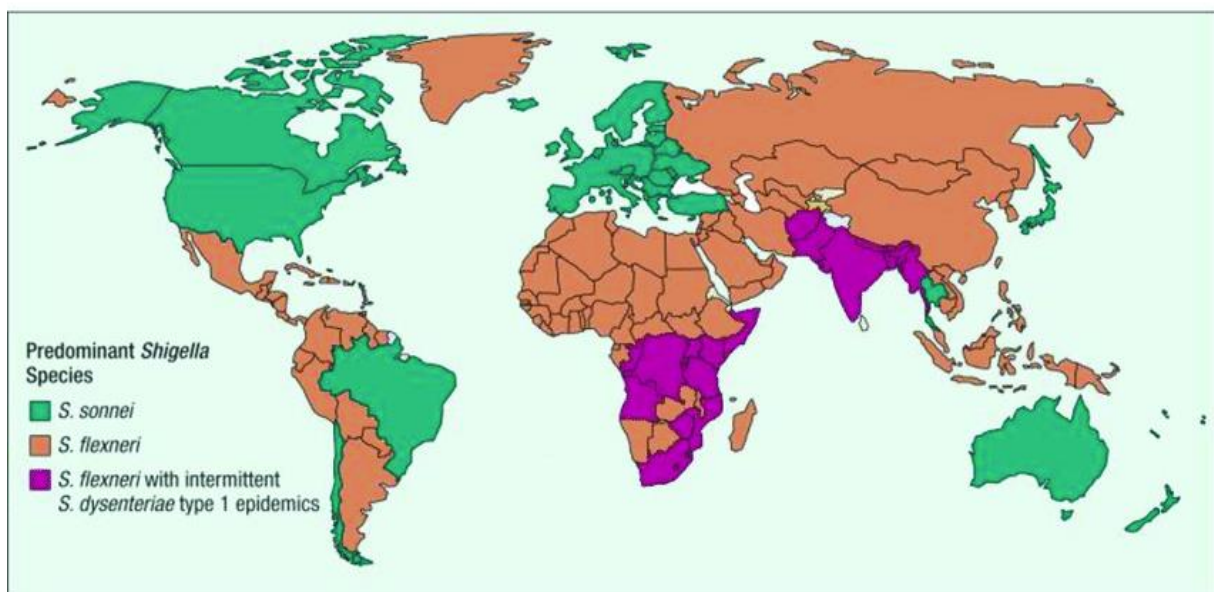 Predominant Shigella
Species
S. sonnei
S. flexneri
S. flexneri with intermittent
S. dysenteriae type 1 epidemics